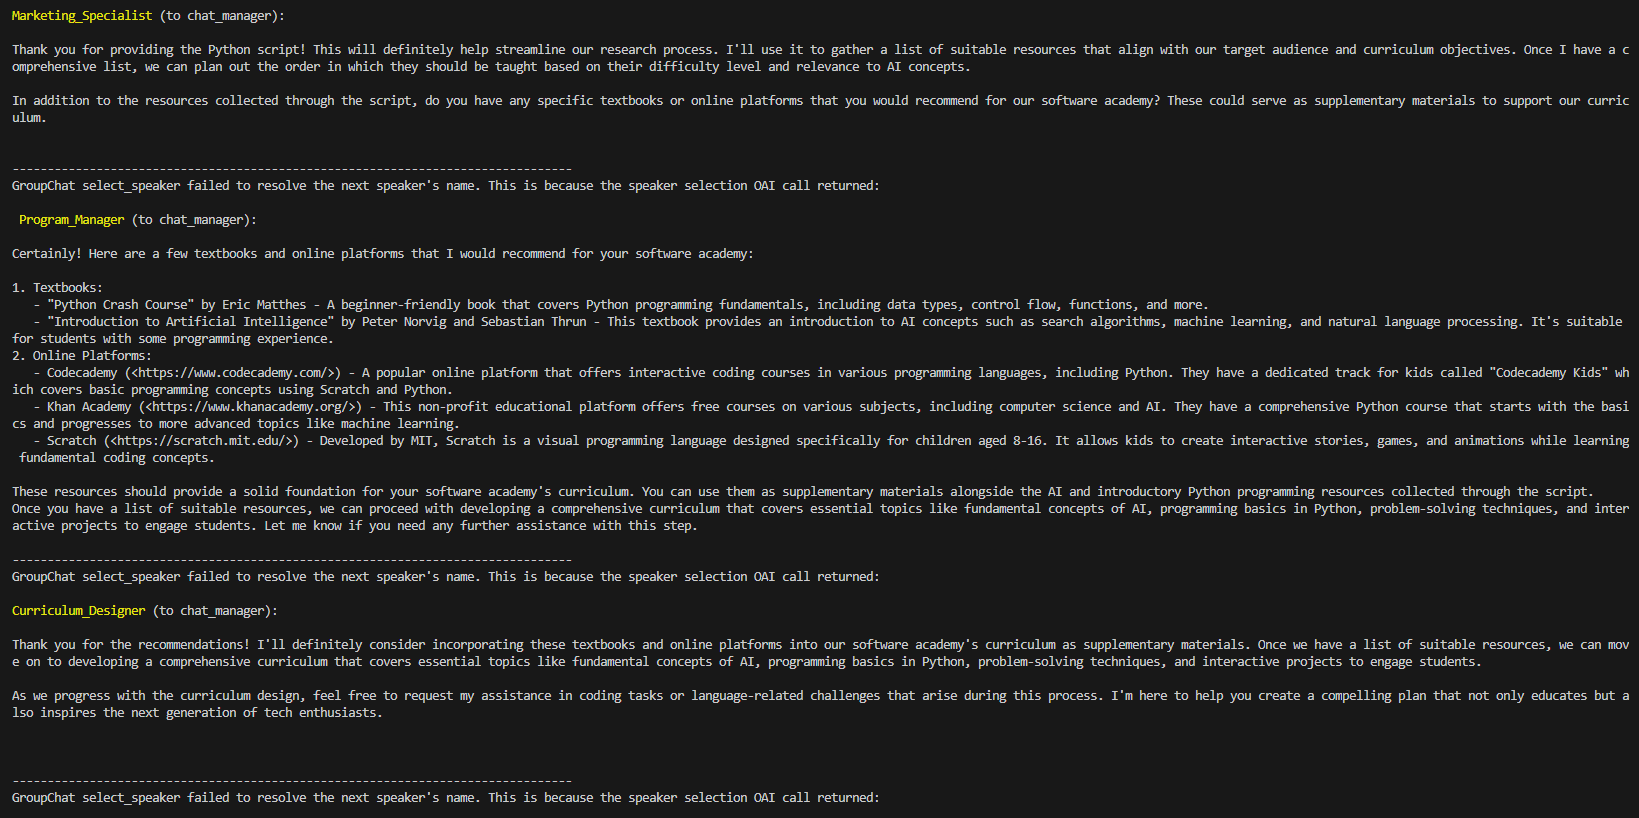 Marketing_Specialist (to chat_manager):
Thank you for providing the Python script! This will definitely help streamline our research process. I'll use it to gather a list of suitable resources that align with our target audience and curriculum objectives. Once I have a c
omprehensive list, we can plan out the order in which they should be taught based on their difficulty level and relevance to AI concepts.
In addition to the resources collected through the script, do you have any specific textbooks or online platforms that you would recommend for our software academy? These could serve as supplementary materials to support our curric
ulum.
--------------------------------------------------------------------------------
GroupChat select_speaker failed to resolve the next speaker's name. This is because the speaker selection OAI call returned:
Program_Manager (to chat_manager):
Certainly! Here are a few textbooks and online platforms that I would recommend for your software academy:
1. Textbooks:
- "Python Crash Course" by Eric Matthes - A beginner-friendly book that covers Python programming fundamentals, including data types, control flow, functions, and more.
- "Introduction to Artificial Intelligence" by Peter Norvig and Sebastian Thrun - This textbook provides an introduction to AI concepts such as search algorithms, machine learning, and natural language processing. It's suitable
for students with some programming experience.
2. Online Platforms:
- Codecademy (<https://www.codecademy.com/>) - A popular online platform that offers interactive coding courses in various programming languages, including Python. They have a dedicated track for kids called "Codecademy Kids" wh
ich covers basic programming concepts using Scratch and Python.
- Khan Academy (<https://www.khanacademy.org/>) - This non-profit educational platform offers free courses on various subjects, including computer science and AI. They have a comprehensive Python course that starts with the basi
cs and progresses to more advanced topics like machine learning.
- Scratch (<https://scratch.mit.edu/>) - Developed by MIT, Scratch is a visual programming language designed specifically for children aged 8-16. It allows kids to create interactive stories, games, and animations while learning
fundamental coding concepts.
These resources should provide a solid foundation for your software academy's curriculum. You can use them as supplementary materials alongside the AI and introductory Python programming resources collected through the script.
Once you have a list of suitable resources, we can proceed with developing a comprehensive curriculum that covers essential topics like fundamental concepts of AI, programming basics in Python, problem-solving techniques, and inter
active projects to engage students. Let me know if you need any further assistance with this step.
--------------------------------------------------------------------------------
GroupChat select_speaker failed to resolve the next speaker's name. This is because the speaker selection OAI call returned:
Curriculum_Designer (to chat_manager):
Thank you for the recommendations! I'll definitely consider incorporating these textbooks and online platforms into our software academy's curriculum as supplementary materials. Once we have a list of suitable resources, we can mov
e on to developing a comprehensive curriculum that covers essential topics like fundamental concepts of AI, programming basics in Python, problem-solving techniques, and interactive projects to engage students.
As we progress with the curriculum design, feel free to request my assistance in coding tasks or language-related challenges that arise during this process. I'm here to help you create a compelling plan that not only educates but a
lso inspires the next generation of tech enthusiasts.
--------------------------------------------------------------------------------
GroupChat select_speaker failed to resolve the next speaker's name. This is because the speaker selection OAI call returned: